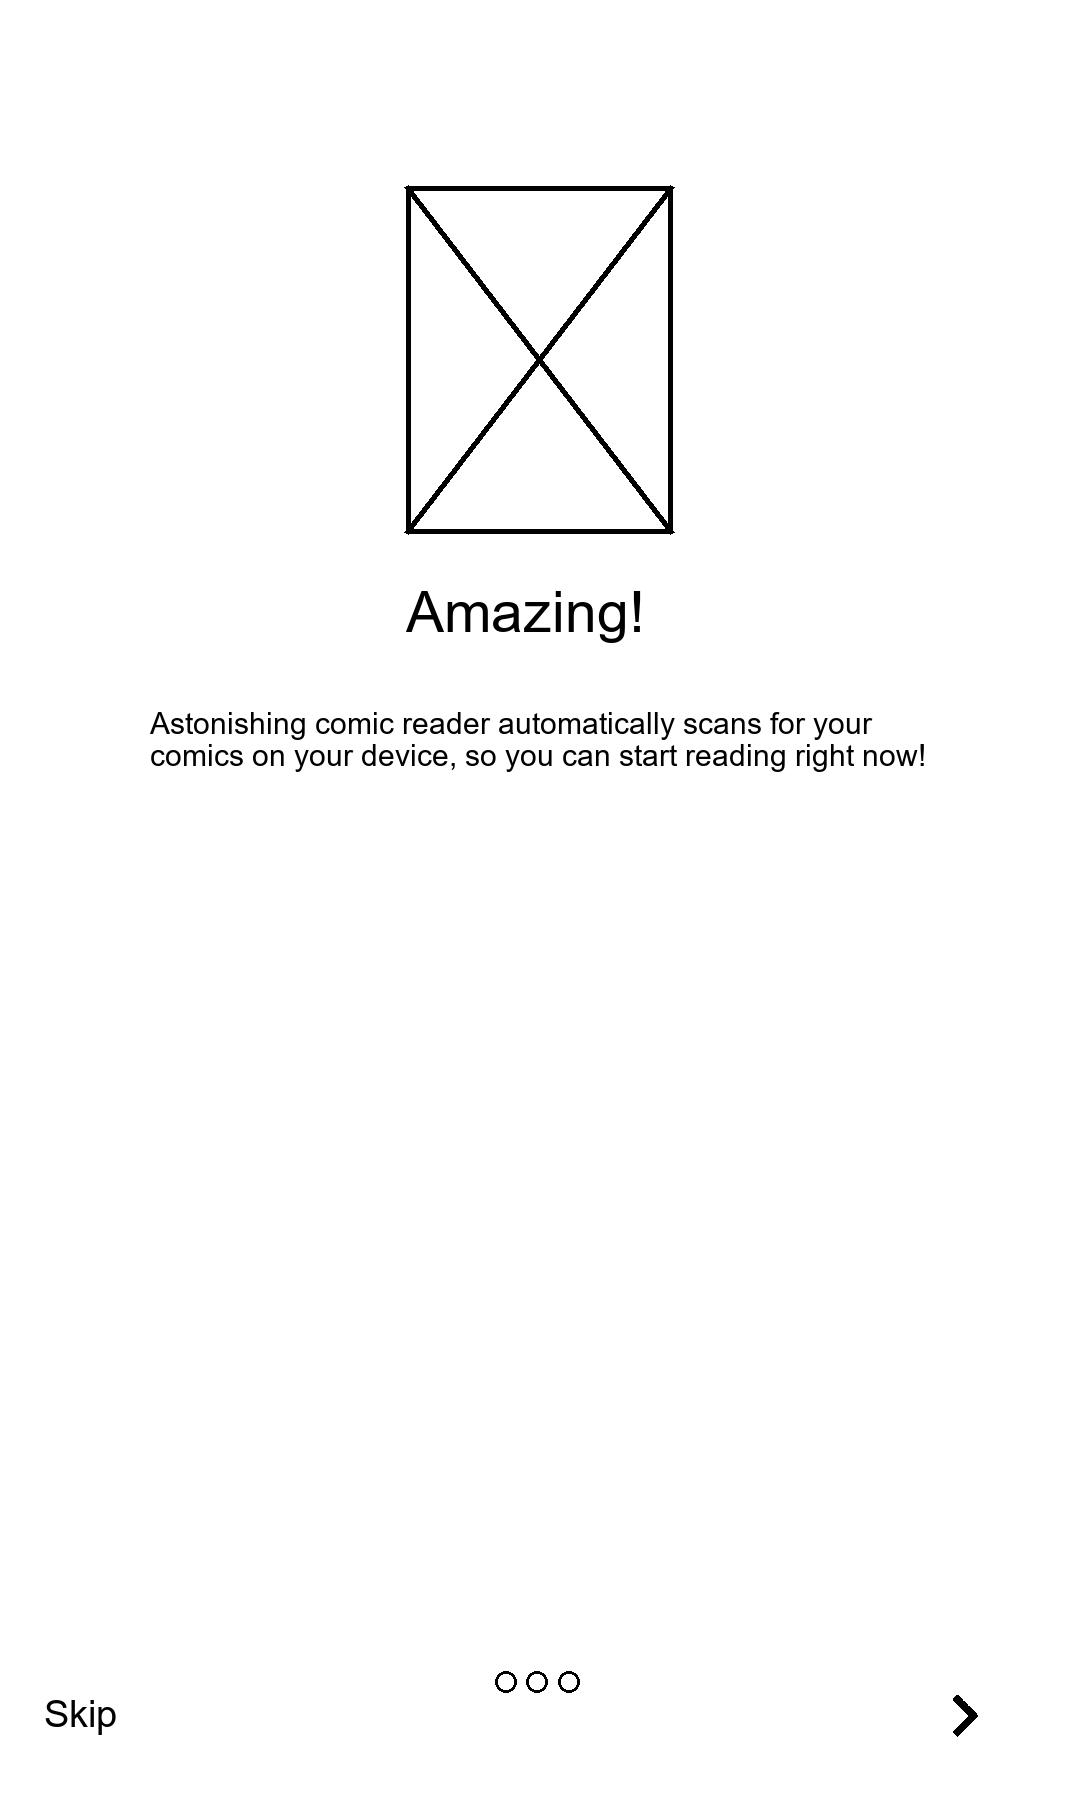 Amazing!
Astonishing comic reader automatically scans for your
comics on your device, so you can start reading right now!
Skip